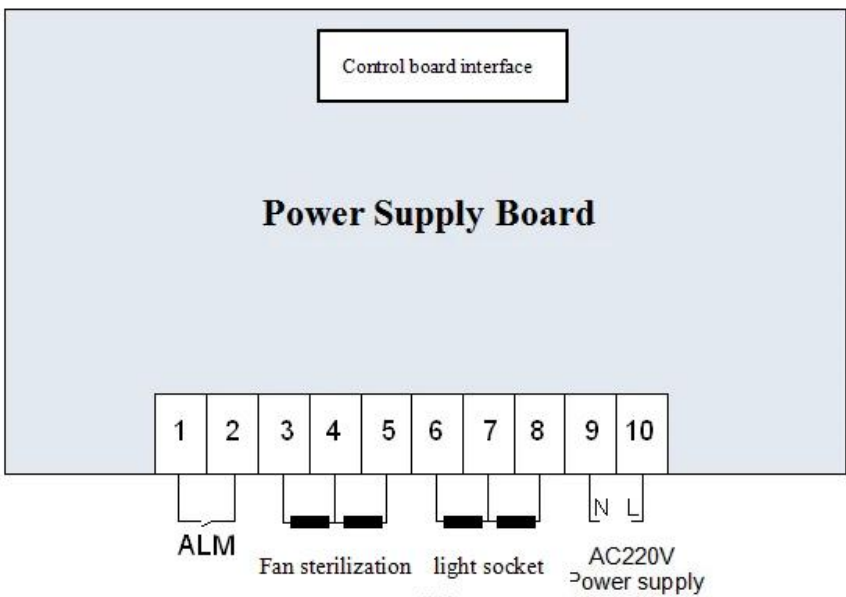 Control board interface
Power Supply Board
1 2 3 4 5 6 7 8 9 10
N L
ALM
Fan sterilization light socket
AC220V
Power supply